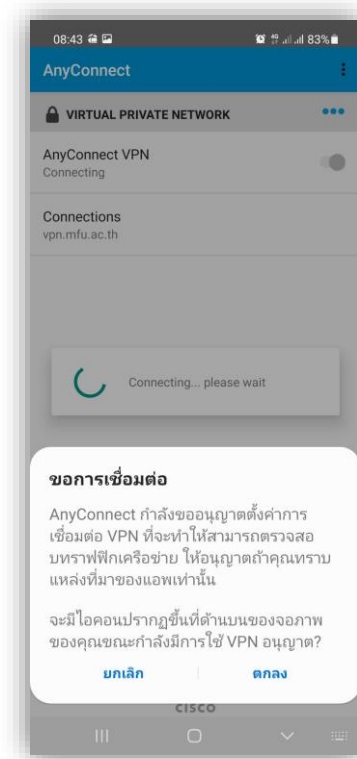 08:43
83%
AnyConnect
VIRTUAL PRIVATE NETWORK
AnyConnect VPN
Connecting
Connections
vpn.mfu.ac.th
Connecting... please wait
ขอการเชื่อมต่อ
AnyConnect กำลังขออนุญาตตั้งค่าการ
เชื่อมต่อ VPN ที่จะทำให้สามารถตรวจสอ
บทราฟฟิกเครือข่าย ให้อนุญาตถ้าคุณทราบ
แหล่งที่มาของแอพเท่านั้น
จะมีไอคอนปรากฏขึ้นที่ด้านบนของจอภาพ
ของคุณขณะกำลังมีการใช้ VPN อนุญาต?
ยกเลิก ตกลง
cisco